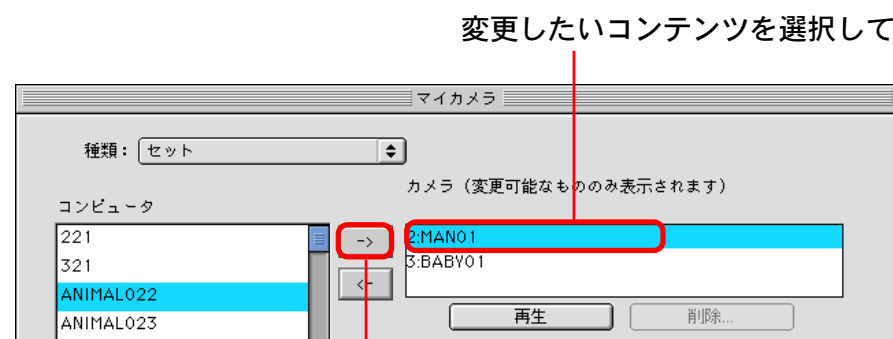 変更したいコンテンツを選択して
マイカメラ
種類： セット
カメラ（変更可能なもののみ表示されます）
コンピュータ
221
321
ANIMAL022
ANIMAL023
->
<-
2:MAN01
3:BABY01
再生
削除...